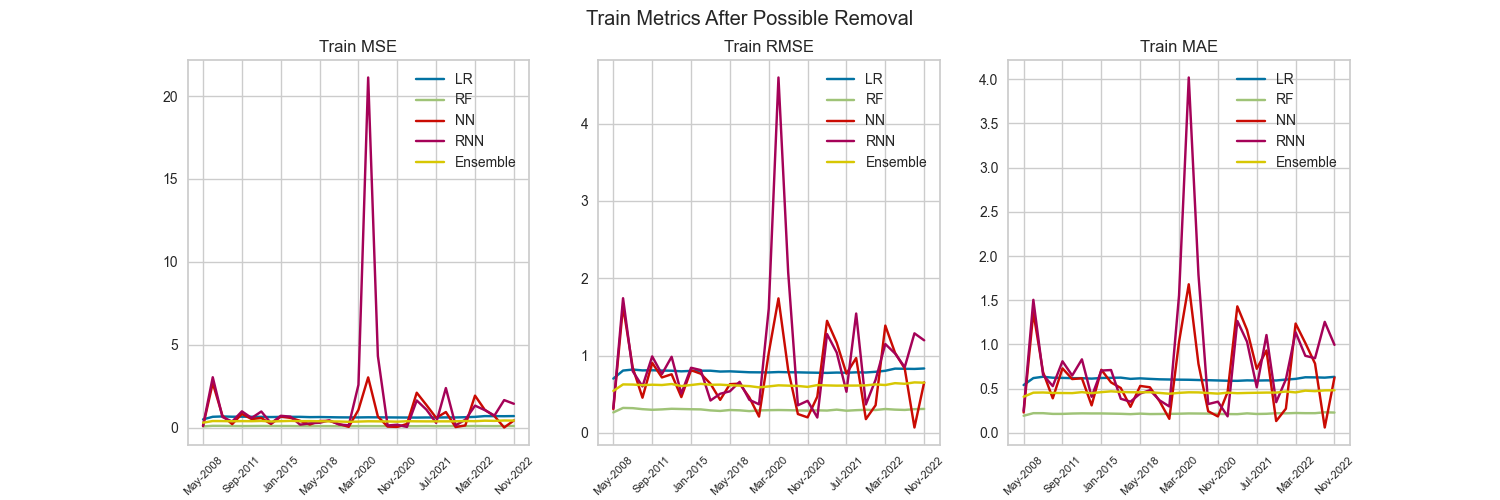 Train Metrics After Possible Removal
Train MSE
20
15
10
5
0
LR
RF
NN
RNN
Ensemble
May-2008
Sep-2011
Jan-2015
May-2018
Mar-2020
Nov-2020
Jul-2021
Mar-2022
Nov-2022
Train RMSE
4
3
2
1
0
LR
RF
NN
RNN
Ensemble
May-2008
Sep-2011
Jan-2015
May-2018
Mar-2020
Nov-2020
Jul-2021
Mar-2022
Nov-2022
Train MAE
4.0
3.5
3.0
2.5
2.0
1.5
1.0
0.5
0.0
LR
RF
NN
RNN
Ensemble
May-2008
Sep-2011
Jan-2015
May-2018
Mar-2020
Nov-2020
Jul-2021
Mar-2022
Nov-2022